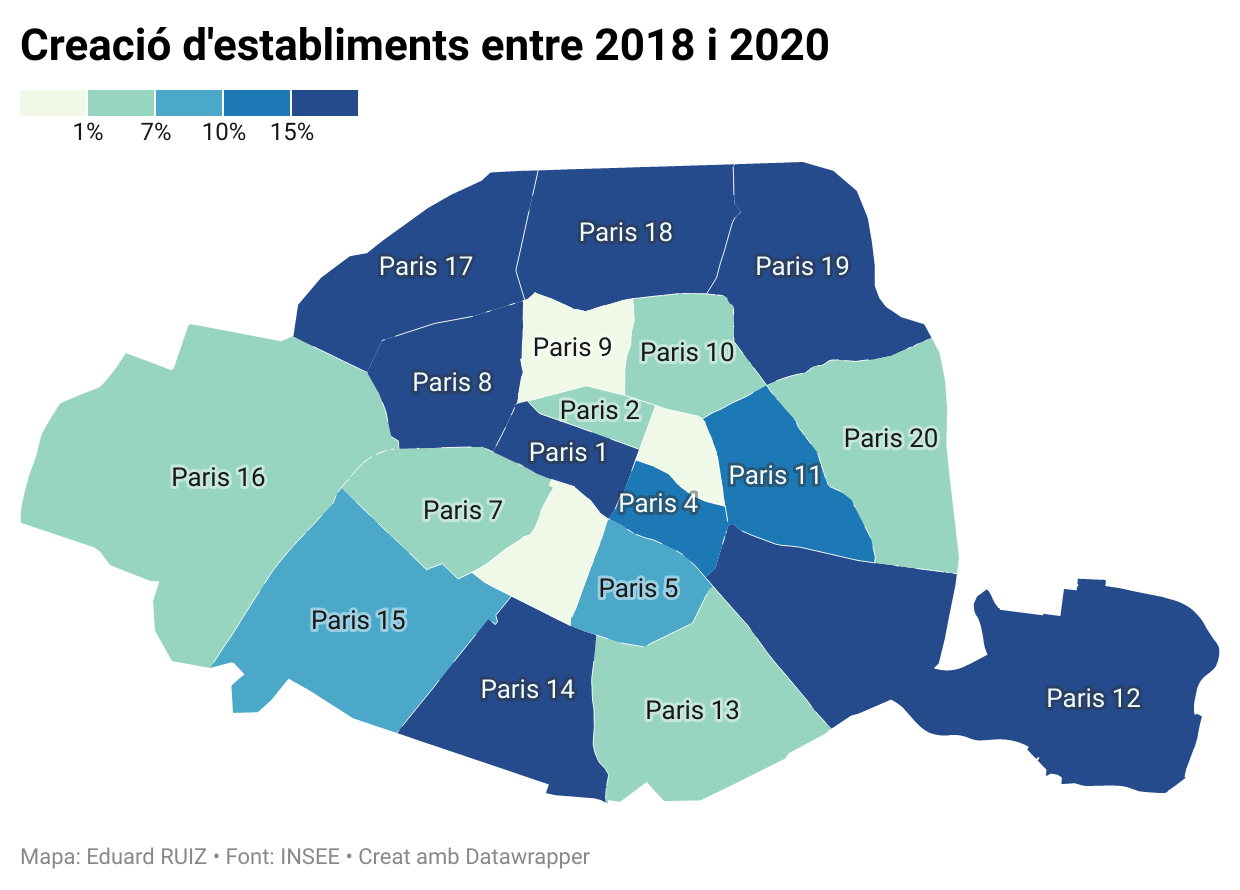 Creació d'establiments entre 2018 i 2020
1% 7% 10% 15%
Paris 18
Paris 17
Paris 19
Paris 9
Paris 10
Paris 8
Paris 2
Paris 20
Paris 1
Paris 16
Paris 11
Paris 4
Paris 7
Paris 5
Paris 15
Paris 14
Paris 12
Paris 13
Mapa: Eduard RUIZ • Font: INSEE • Creat amb Datawrapper